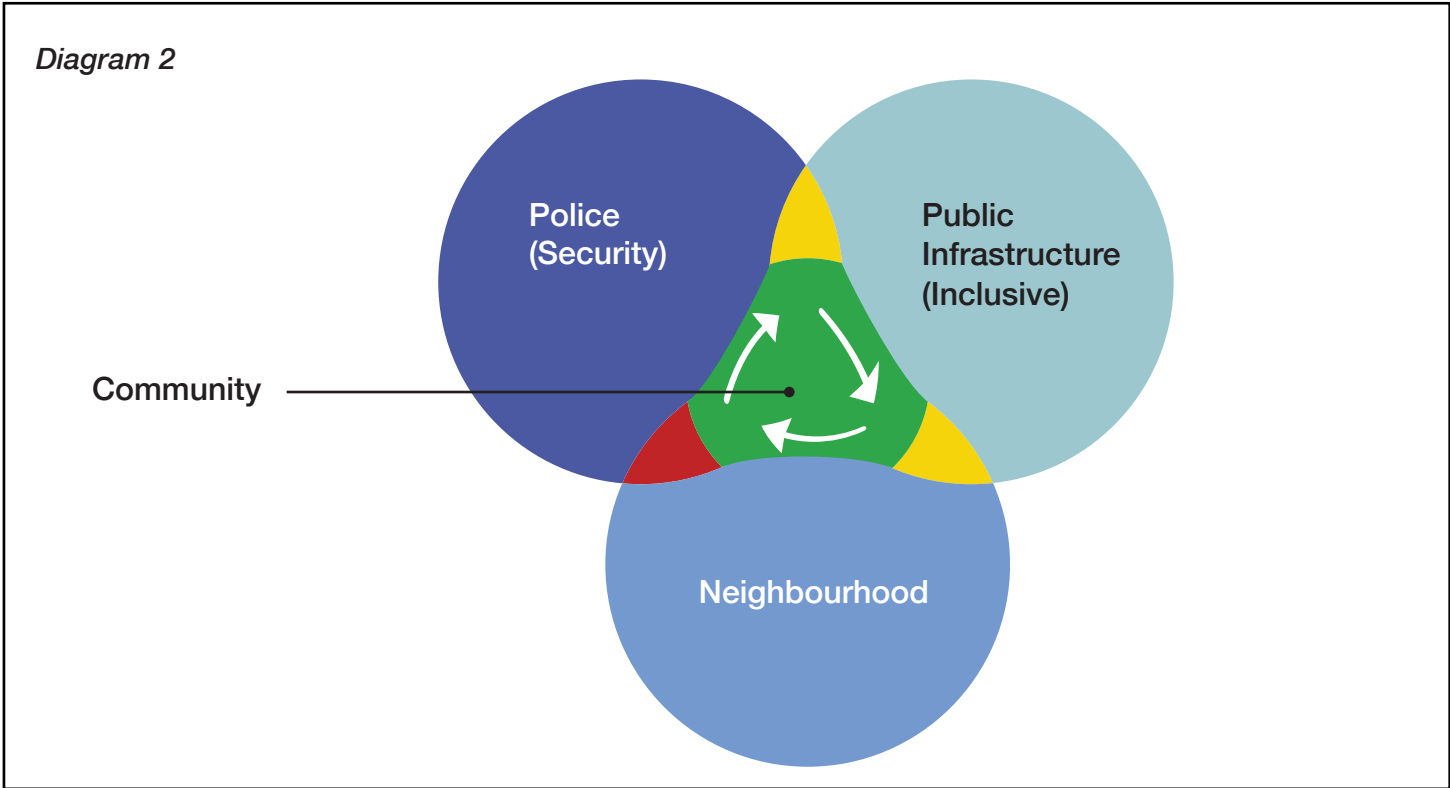 Diagram 2
Police
(Security)
Public
Infrastructure
(Inclusive)
Community
Neighbourhood